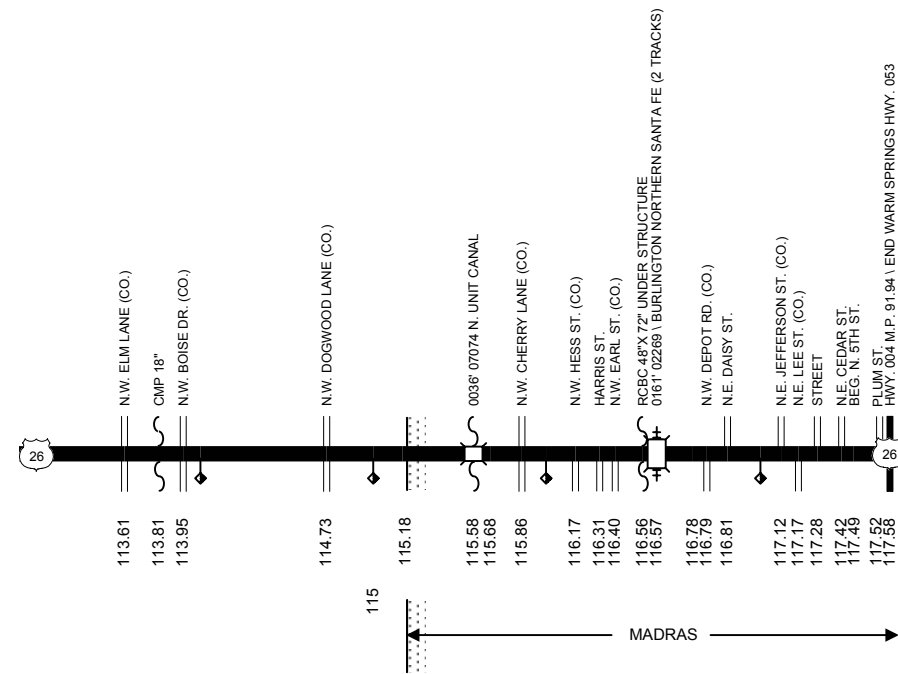 N.W. ELM LANE (CO.)
CMP 18"
N.W. BOISE DR. (CO.)
N.W. DOGWOOD LANE (CO.)
0036' 07074 N. UNIT CANAL
N.W. CHERRY LANE (CO.)
N.W. HESS ST. (CO.)
HARRIS ST.
N.W. EARL ST. (CO.)
RCBC 48"X 72" UNDER STRUCTURE
0161' 02269 \ BURLINGTON NORTHERN SANTA FE (2 TRACKS)
N.W. DEPOT RD. (CO.)
N.E. DAISY ST.
N.E. JEFFERSON ST. (CO.)
N.E. LEE ST. (CO.)
STREET
N.E. CEDAR ST.
BEG. N. 5TH ST.
PLUM ST.
HWY. 004 M.P. 91.94 \ END WARM SPRINGS HWY. 053
26
26
113.61
113.81
113.95
114.73
115.18
115.58
115.68
115.86
116.17
116.31
116.40
116.56
116.57
116.78
116.79
116.81
117.12
117.17
117.28
117.42
117.49
117.52
117.58
115
MADRAS